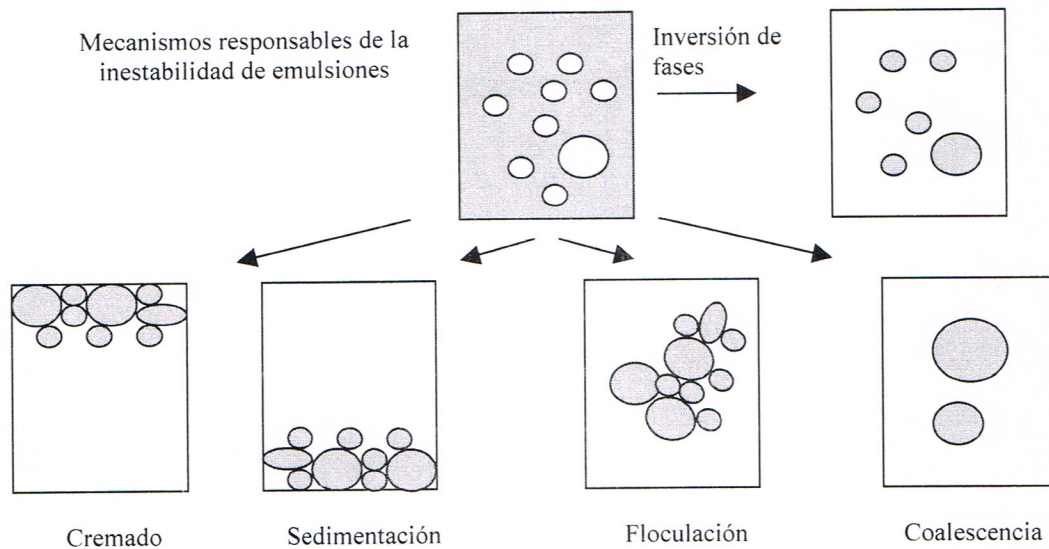 Mecanismos responsables de la
inestabilidad de emulsiones
Inversión de
fases
Cremado
Sedimentación
Floculación
Coalescencia